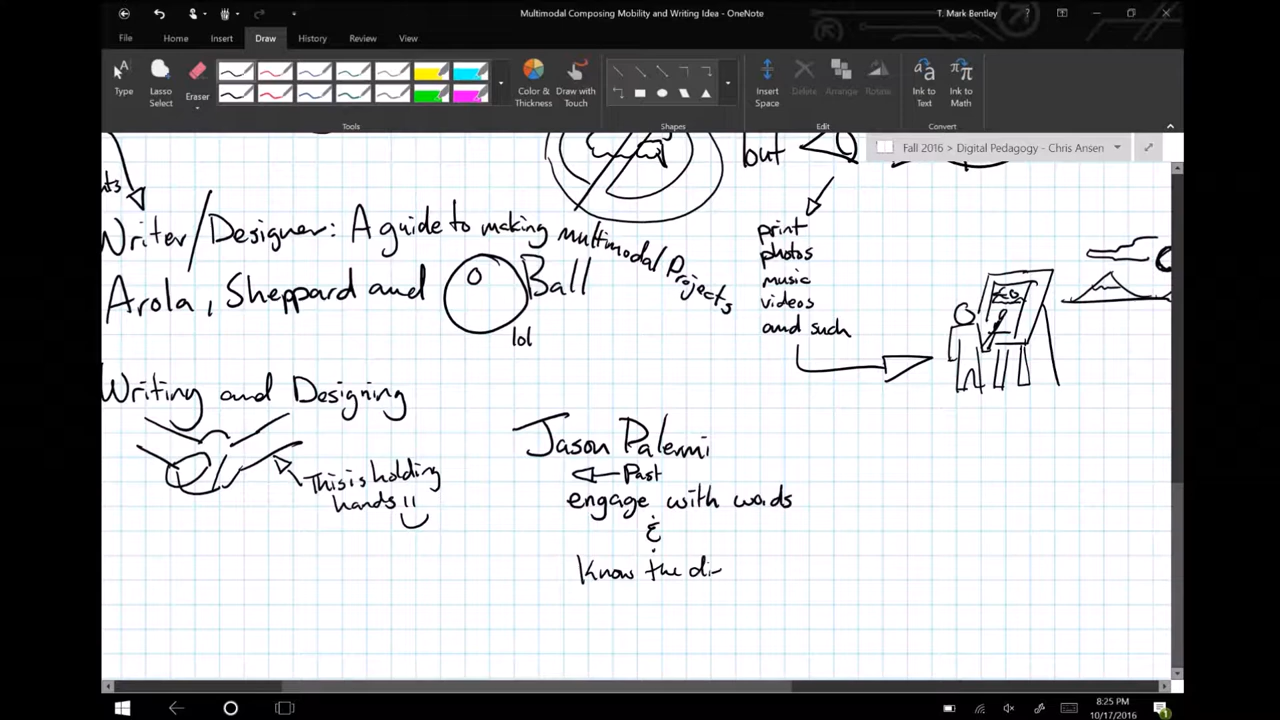 Multimodal Composing Mobility and Writing Idea - OneNote
T. Mark Bentley
?
File Home Insert Draw History Review View
Type
Lasso Select
Eraser
Color & Thickness
Draw with Touch
Insert Space
Delete
Arrange
Rotate
Ink to Text
Ink to Math
Tools
Shapes
Edit
Convert
Fall 2016 > Digital Pedagogy - Chris Ansen
but
nts
Writer/Designer: A guide to making multimodal Projects
Arola, Sheppard and Ball
lol
print
photos
music
videos
and such
Writing and Designing
This is holding
hands !!
Jason Palermi
Past
engage with words
&
Know the di-
8:25 PM
10/17/2016
1